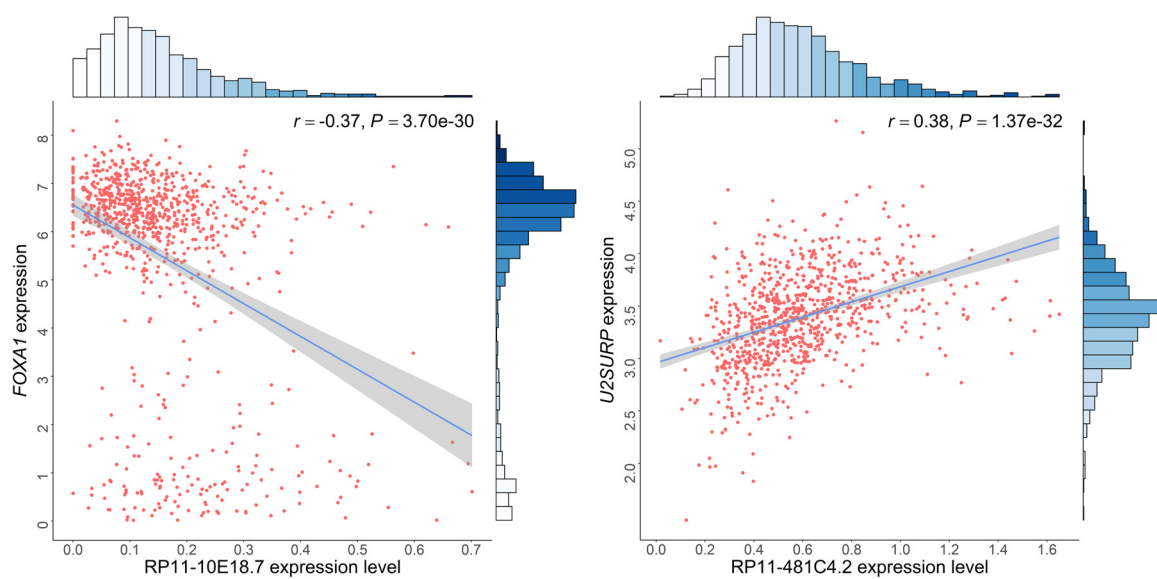 r = -0.37, P = 3.70e-30
8
7
6
5
4
3
2
1
0
FOXA1 expression
0.0 0.1 0.2 0.3 0.4 0.5 0.6 0.7
RP11-10E18.7 expression level
r = 0.38, P = 1.37e-32
5.0
4.5
4.0
3.5
3.0
2.5
2.0
U2SURP expression
0.0 0.2 0.4 0.6 0.8 1.0 1.2 1.4 1.6
RP11-481C4.2 expression level